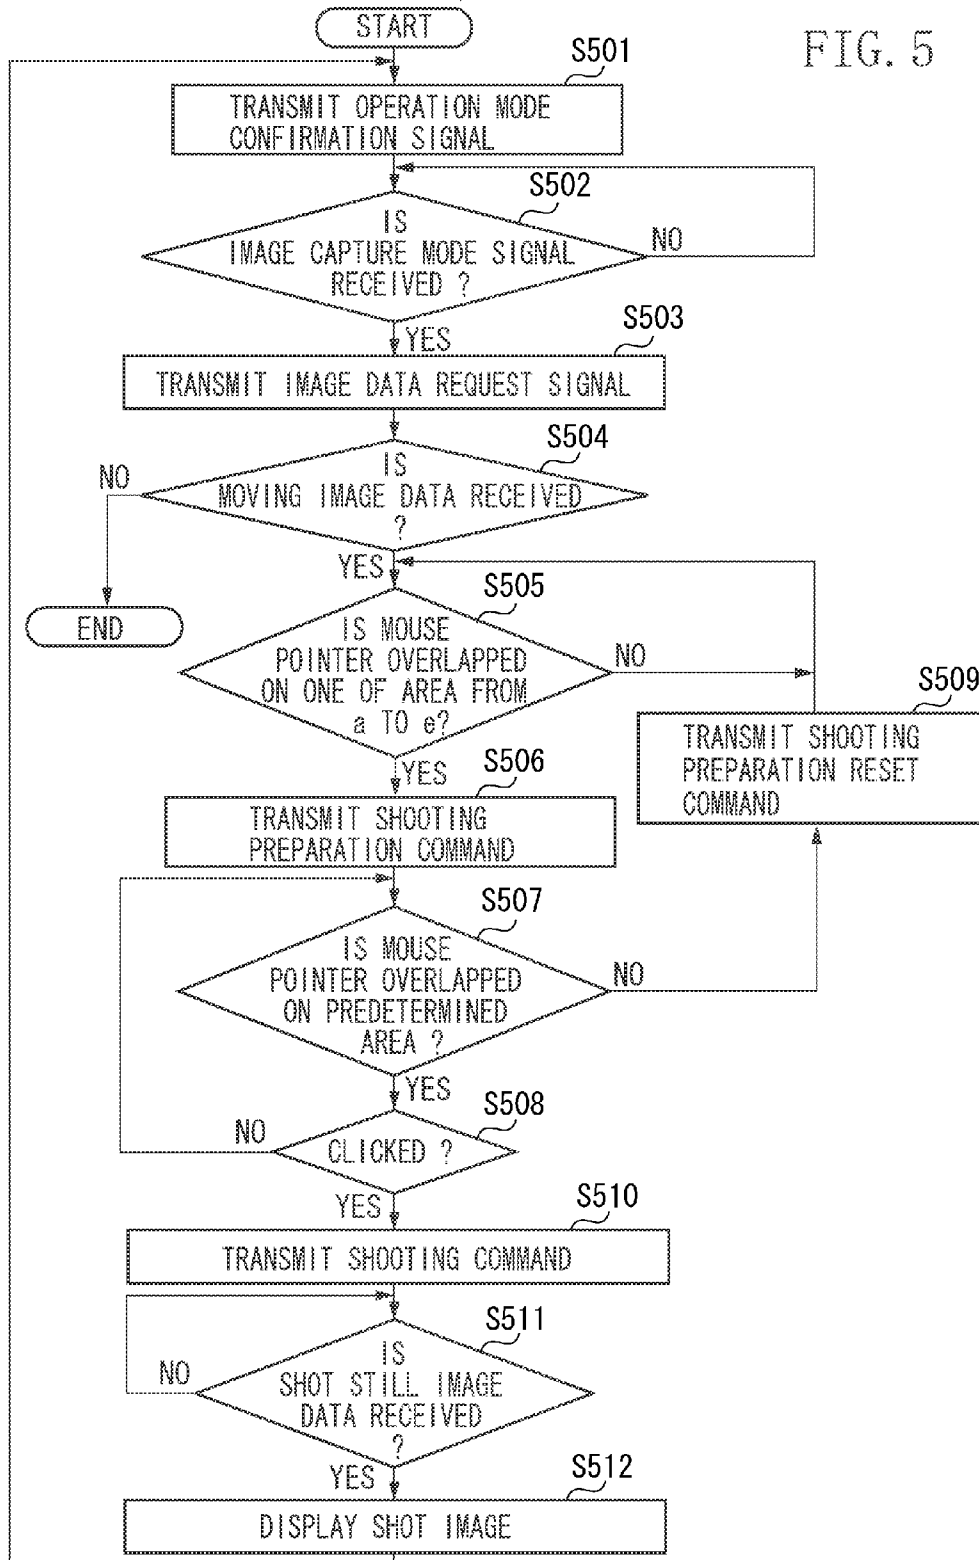 START
FIG. 5
S501
TRANSMIT OPERATION MODE
CONFIRMATION SIGNAL
S502
IS
IMAGE CAPTURE MODE SIGNAL
RECEIVED ?
NO
YES
S503
TRANSMIT IMAGE DATA REQUEST SIGNAL
S504
IS
MOVING IMAGE DATA RECEIVED
?
NO
YES
END
S505
IS MOUSE
POINTER OVERLAPPED
ON ONE OF AREA FROM
a TO e?
NO
YES
S506
TRANSMIT SHOOTING
PREPARATION COMMAND
S509
TRANSMIT SHOOTING
PREPARATION RESET
COMMAND
S507
IS MOUSE
POINTER OVERLAPPED
ON PREDETERMINED
AREA ?
NO
YES
S508
CLICKED ?
NO
YES
S510
TRANSMIT SHOOTING COMMAND
S511
IS
SHOT STILL IMAGE
DATA RECEIVED
?
NO
YES
S512
DISPLAY SHOT IMAGE